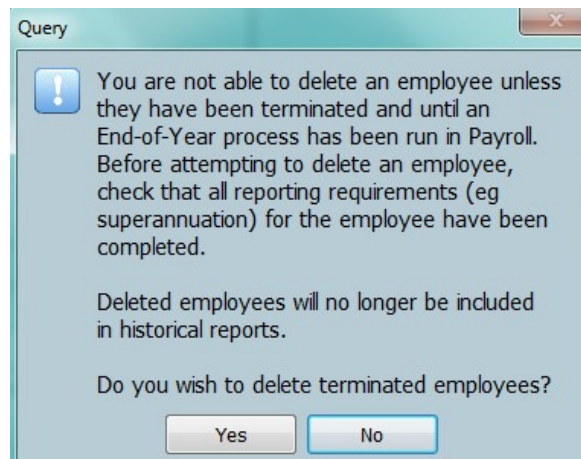 Query
You are not able to delete an employee unless
they have been terminated and until an
End-of-Year process has been run in Payroll.
Before attempting to delete an employee,
check that all reporting requirements (eg
superannuation) for the employee have been
completed.
Deleted employees will no longer be included
in historical reports.
Do you wish to delete terminated employees?
Yes No